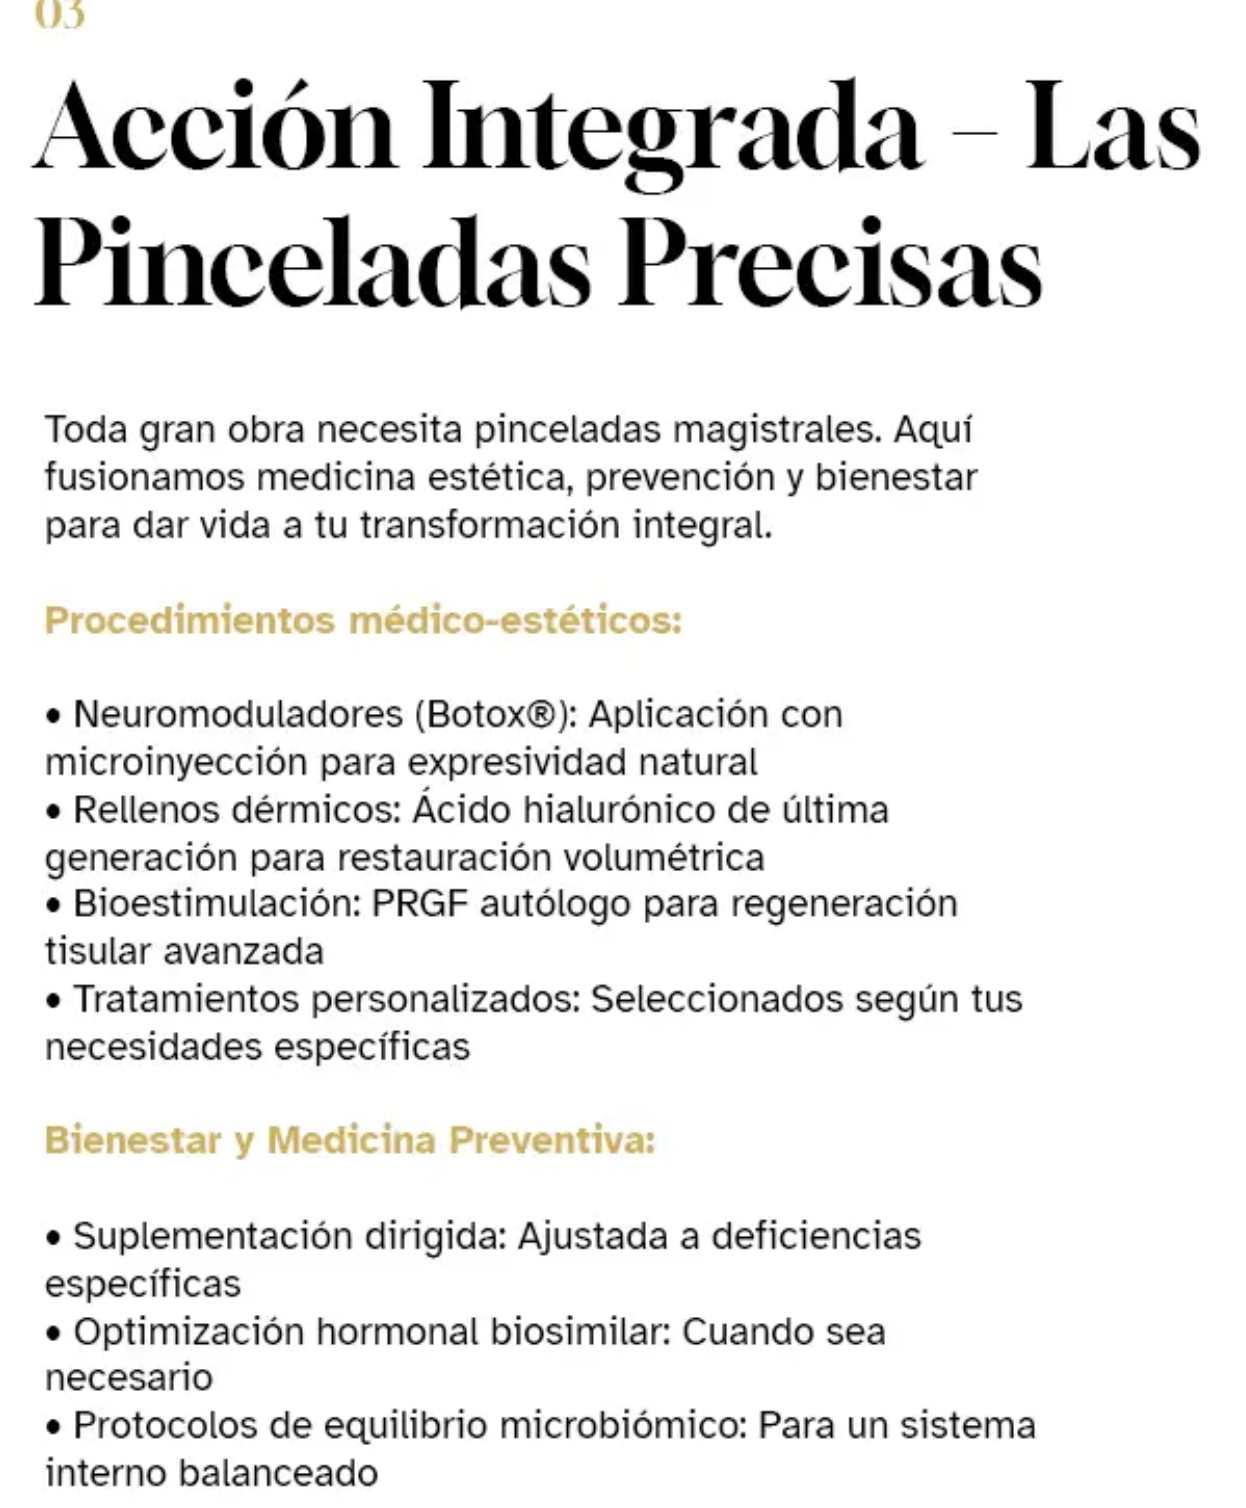 03
Acción Integrada – Las
Pinceladas Precisas
Toda gran obra necesita pinceladas magistrales. Aquí
fusionamos medicina estética, prevención y bienestar
para dar vida a tu transformación integral.
Procedimientos médico-estéticos:
• Neuromoduladores (Botox®): Aplicación con
microinyección para expresividad natural
• Rellenos dérmicos: Ácido hialurónico de última
generación para restauración volumétrica
• Bioestimulación: PRGF autólogo para regeneración
tisular avanzada
• Tratamientos personalizados: Seleccionados según tus
necesidades específicas
Bienestar y Medicina Preventiva:
• Suplementación dirigida: Ajustada a deficiencias
específicas
• Optimización hormonal biosimilar: Cuando sea
necesario
• Protocolos de equilibrio microbiómico: Para un sistema
interno balanceado